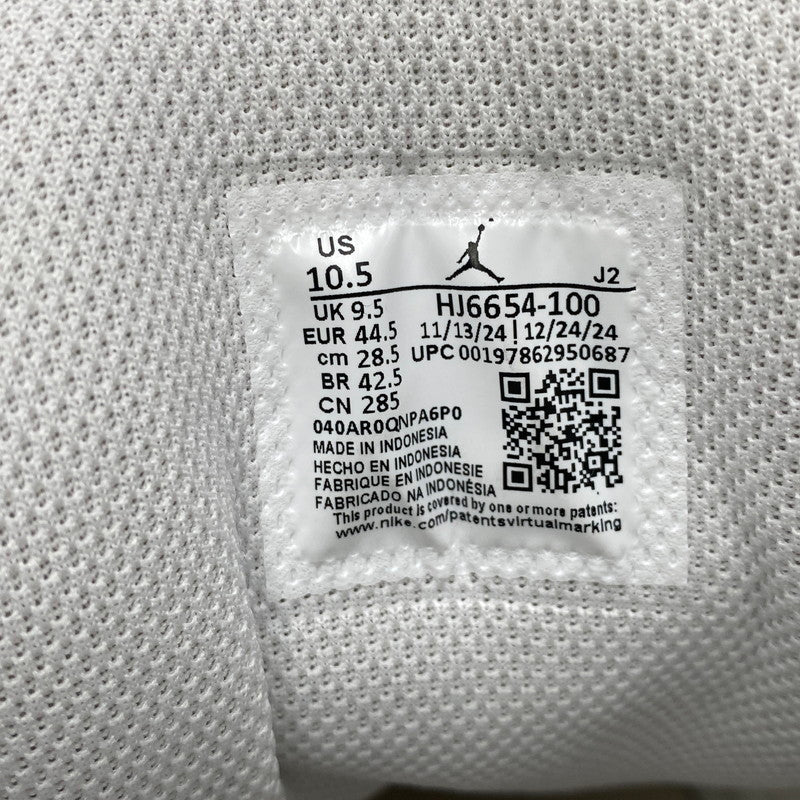 US
10.5 J2
UK 9.5 HJ6654-100
EUR 44.5 11/13/24 | 12/24/24
cm 28.5 UPC 00197862950687
BR 42.5
CN 285
040AR0QNPA6P0
MADE IN INDONESIA
HECHO EN INDONESIA
FABRIQUE EN INDONESIE
FABRICADO NA INDONÉSIA
This product is covered by one or more patents:
www.nike.com/patentsvirtualmarking